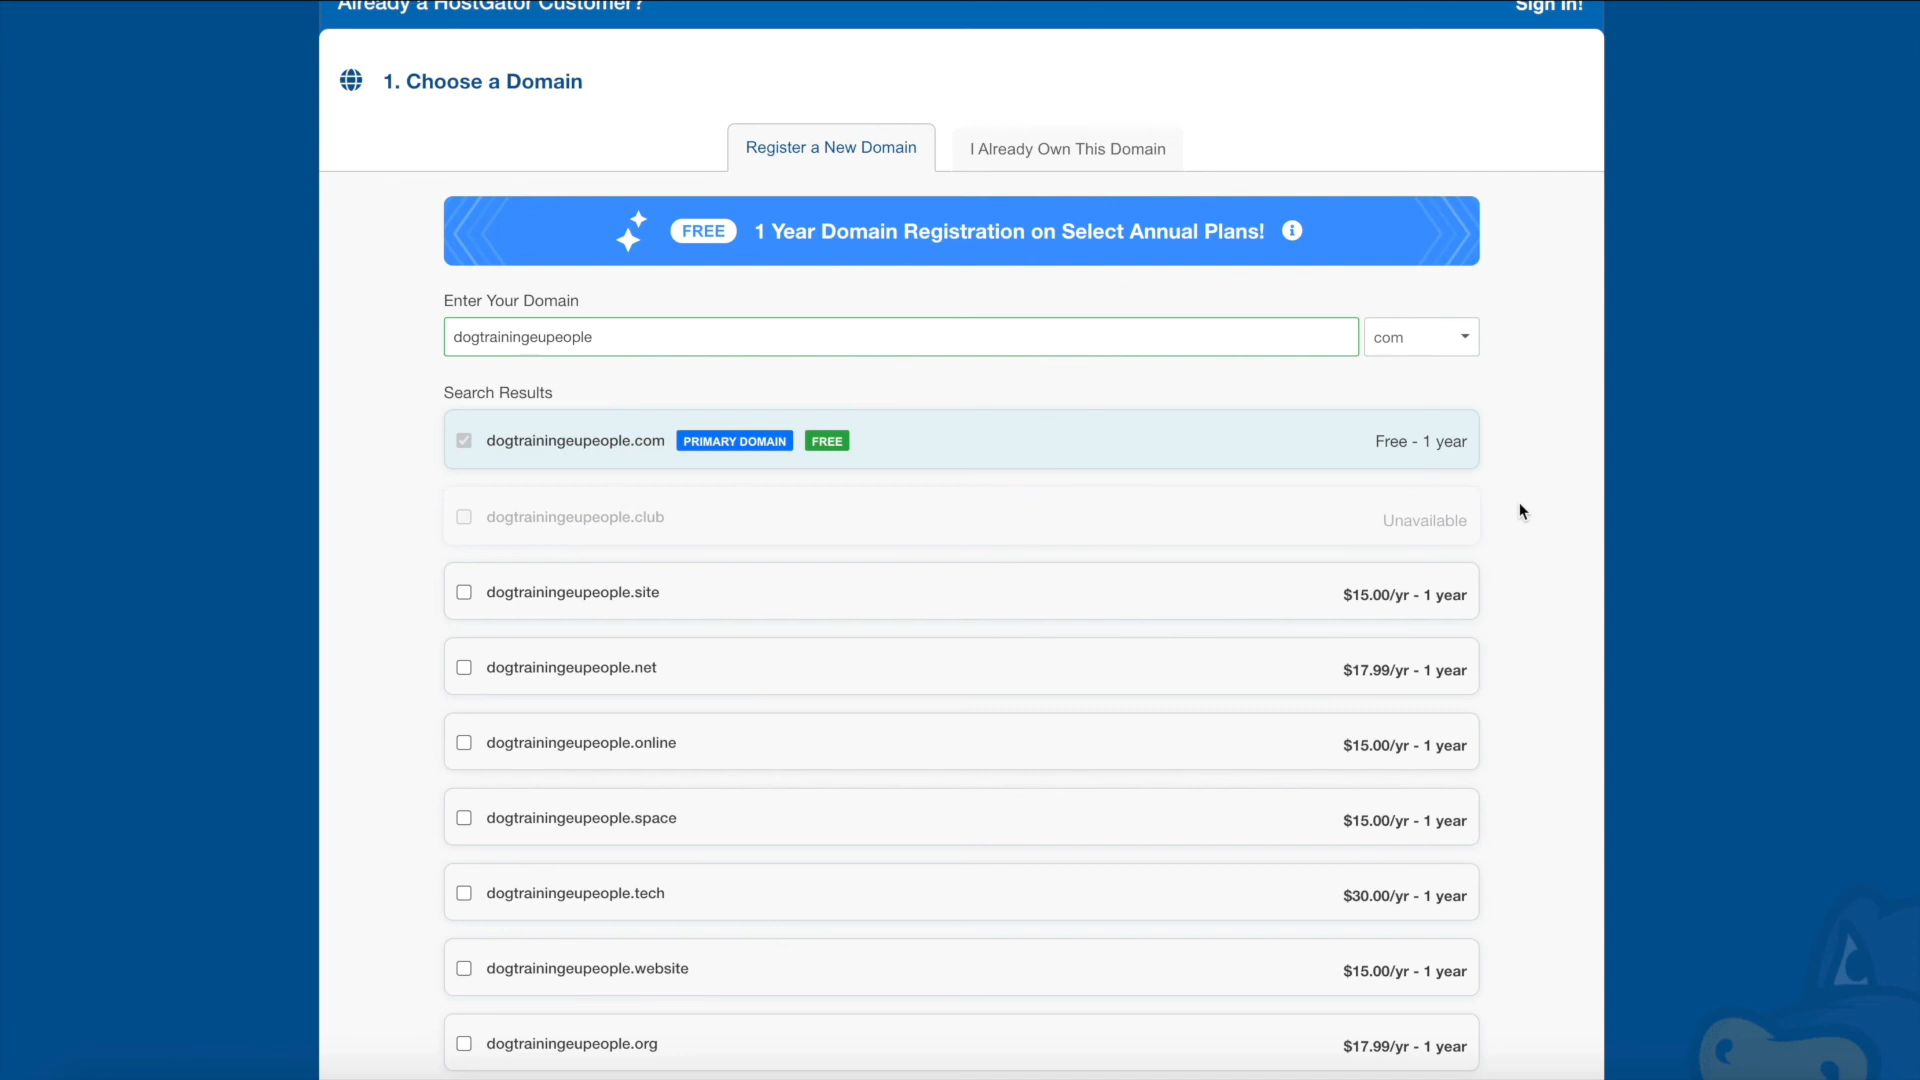 Already a HostGator Customer?
Sign In!
1. Choose a Domain
Register a New Domain
I Already Own This Domain
FREE 1 Year Domain Registration on Select Annual Plans!
Enter Your Domain
dogtrainingeupeople
com
Search Results
dogtrainingeupeople.com PRIMARY DOMAIN FREE Free - 1 year
dogtrainingeupeople.club Unavailable
dogtrainingeupeople.site $15.00/yr - 1 year
dogtrainingeupeople.net $17.99/yr - 1 year
dogtrainingeupeople.online $15.00/yr - 1 year
dogtrainingeupeople.space $15.00/yr - 1 year
dogtrainingeupeople.tech $30.00/yr - 1 year
dogtrainingeupeople.website $15.00/yr - 1 year
dogtrainingeupeople.org $17.99/yr - 1 year